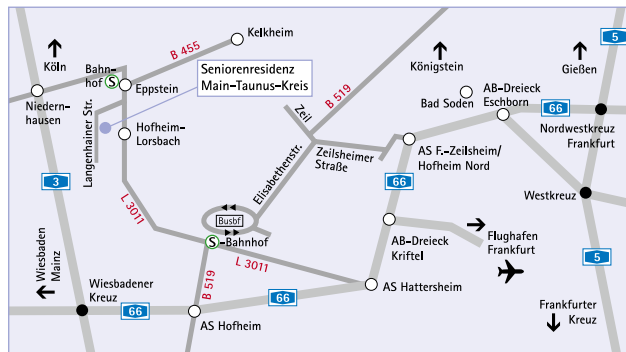 Köln
Bahn-
hof
S
Eppstein
B 455
Kelkheim
Seniorenresidenz
Main–Taunus–Kreis
Niedern-
hausen
Langenhainer Str.
Hofheim-
Lorsbach
B 519
Königstein
Bad Soden
AB-Dreieck
Eschborn
Gießen
5
66
Nordwestkreuz
Frankfurt
Zeil
Zeilsheimer
Straße
AS F.-Zeilsheim/
Hofheim Nord
3
L 3011
Elisabethenstr.
Busbf
66
Westkreuz
S-Bahnhof
L 3011
AB-Dreieck
Kriftel
Flughafen
Frankfurt
5
Wiesbaden
Mainz
Wiesbadener
Kreuz
66
B 519
AS Hofheim
66
AS Hattersheim
Frankfurter
Kreuz